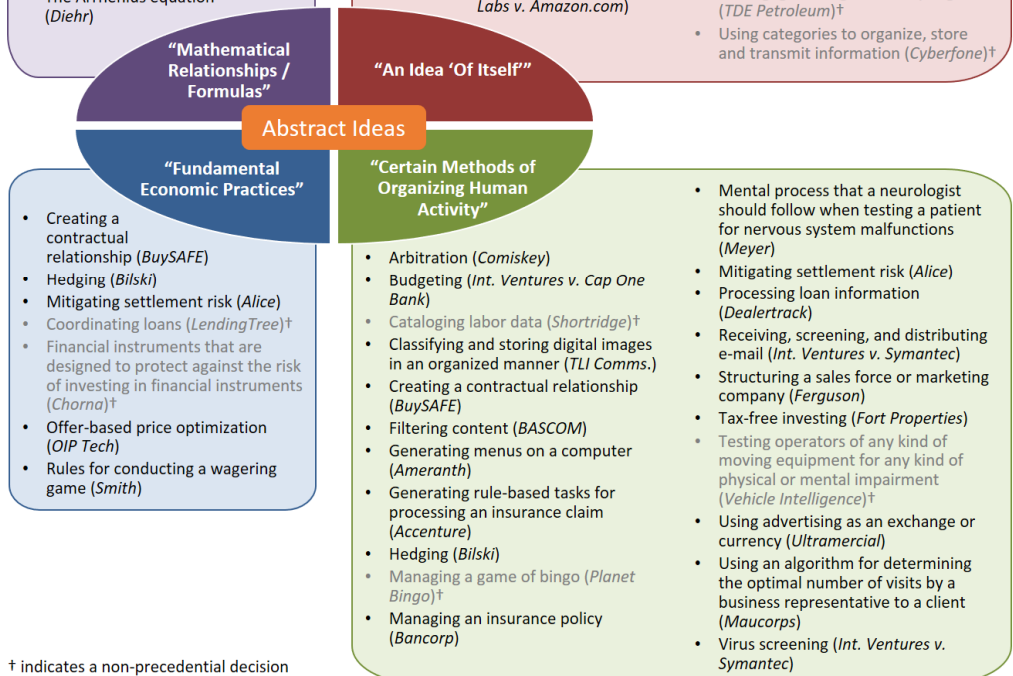 (Diehr)
Labs v. Amazon.com)
(TDE Petroleum)†
• Using categories to organize, store
and transmit information (Cyberfone)†
“Mathematical
Relationships /
Formulas”
“An Idea ‘Of Itself’”
Abstract Ideas
“Fundamental
Economic Practices”
“Certain Methods of
Organizing Human
Activity”
• Creating a
contractual
relationship (BuySAFE)
• Hedging (Bilski)
• Mitigating settlement risk (Alice)
• Coordinating loans (LendingTree)†
• Financial instruments that are
designed to protect against the risk
of investing in financial instruments
(Chorna)†
• Offer-based price optimization
(OIP Tech)
• Rules for conducting a wagering
game (Smith)
• Arbitration (Comiskey)
• Budgeting (Int. Ventures v. Cap One
Bank)
• Cataloging labor data (Shortridge)†
• Classifying and storing digital images
in an organized manner (TLI Comms.)
• Creating a contractual relationship
(BuySAFE)
• Filtering content (BASCOM)
• Generating menus on a computer
(Ameranth)
• Generating rule-based tasks for
processing an insurance claim
(Accenture)
• Hedging (Bilski)
• Managing a game of bingo (Planet
Bingo)†
• Managing an insurance policy
(Bancorp)
• Mental process that a neurologist
should follow when testing a patient
for nervous system malfunctions
(Meyer)
• Mitigating settlement risk (Alice)
• Processing loan information
(Dealertrack)
• Receiving, screening, and distributing
e-mail (Int. Ventures v. Symantec)
• Structuring a sales force or marketing
company (Ferguson)
• Tax-free investing (Fort Properties)
• Testing operators of any kind of
moving equipment for any kind of
physical or mental impairment
(Vehicle Intelligence)†
• Using advertising as an exchange or
currency (Ultramercial)
• Using an algorithm for determining
the optimal number of visits by a
business representative to a client
(Maucorps)
• Virus screening (Int. Ventures v.
Symantec)
† indicates a non-precedential decision